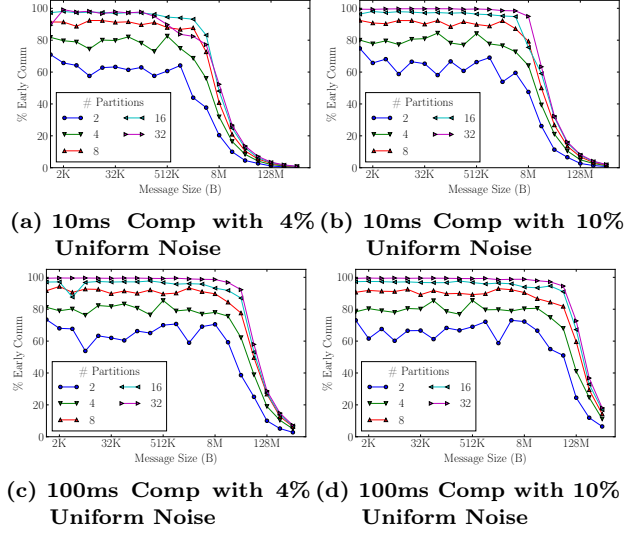 100
80
60
40
20
0
% Early Comm
# Partitions
2
4
8
16
32
2K 32K 512K 8M 128M
Message Size (B)
100
80
60
40
20
0
% Early Comm
# Partitions
2
4
8
16
32
2K 32K 512K 8M 128M
Message Size (B)
(a) 10ms Comp with 4%
Uniform Noise
(b) 10ms Comp with 10%
Uniform Noise
100
80
60
40
20
0
% Early Comm
# Partitions
2
4
8
16
32
2K 32K 512K 8M 128M
Message Size (B)
100
80
60
40
20
0
% Early Comm
# Partitions
2
4
8
16
32
2K 32K 512K 8M 128M
Message Size (B)
(c) 100ms Comp with 4%
Uniform Noise
(d) 100ms Comp with 10%
Uniform Noise